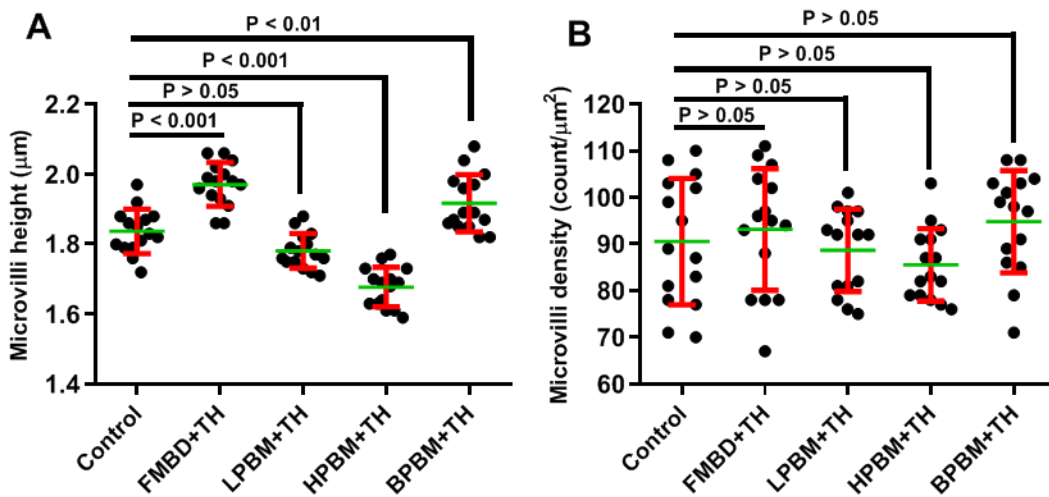 A
P < 0.01
P < 0.001
P > 0.05
P < 0.001
Microvilli height (μm)
2.2
2.0
1.8
1.6
1.4
Control
FMBD+TH
LPBM+TH
HPBM+TH
BPBM+TH
B
P > 0.05
P > 0.05
P > 0.05
P > 0.05
Microvilli density (count/μm²)
120
110
100
90
80
70
60
Control
FMBD+TH
LPBM+TH
HPBM+TH
BPBM+TH